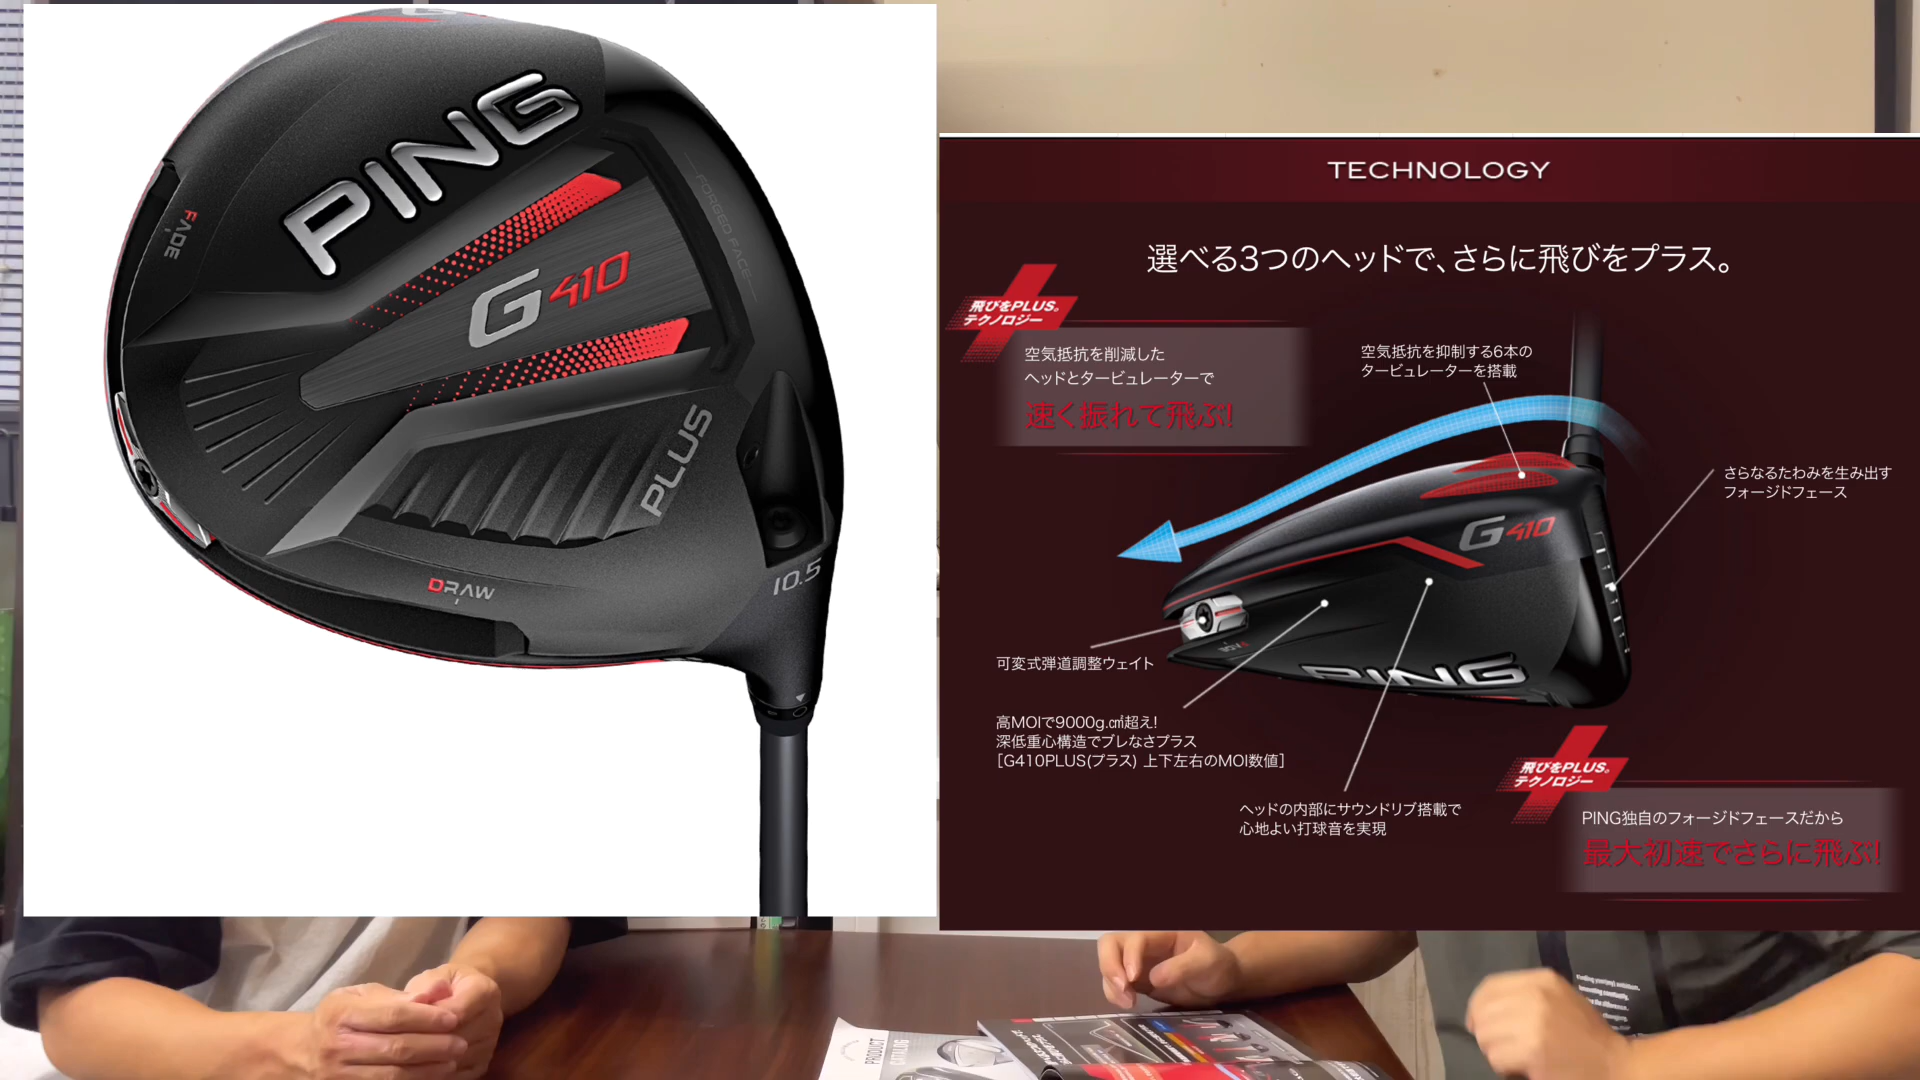 PING
FADE
FORGED FACE
G410
PLUS
DRAW
10.5
TECHNOLOGY
選べる3つのヘッドで、さらに飛びをプラス。
飛びをPLUS。
テクノロジー
空気抵抗を削減した
ヘッドとタービュレーターで
速く振れて飛ぶ!
空気抵抗を抑制する6本の
タービュレーターを搭載
さらなるたわみを生み出す
フォージドフェース
G410
PING
可変式弾道調整ウェイト
高MOIで9000g.c㎡超え!
深低重心構造でブレなさプラス
[G410PLUS(プラス) 上下左右のMOI数値]
ヘッドの内部にサウンドリブ搭載で
心地よい打球音を実現
飛びをPLUS。
テクノロジー
PING独自のフォージドフェースだから
最大初速でさらに飛ぶ!
PRODUCT
CATALOG